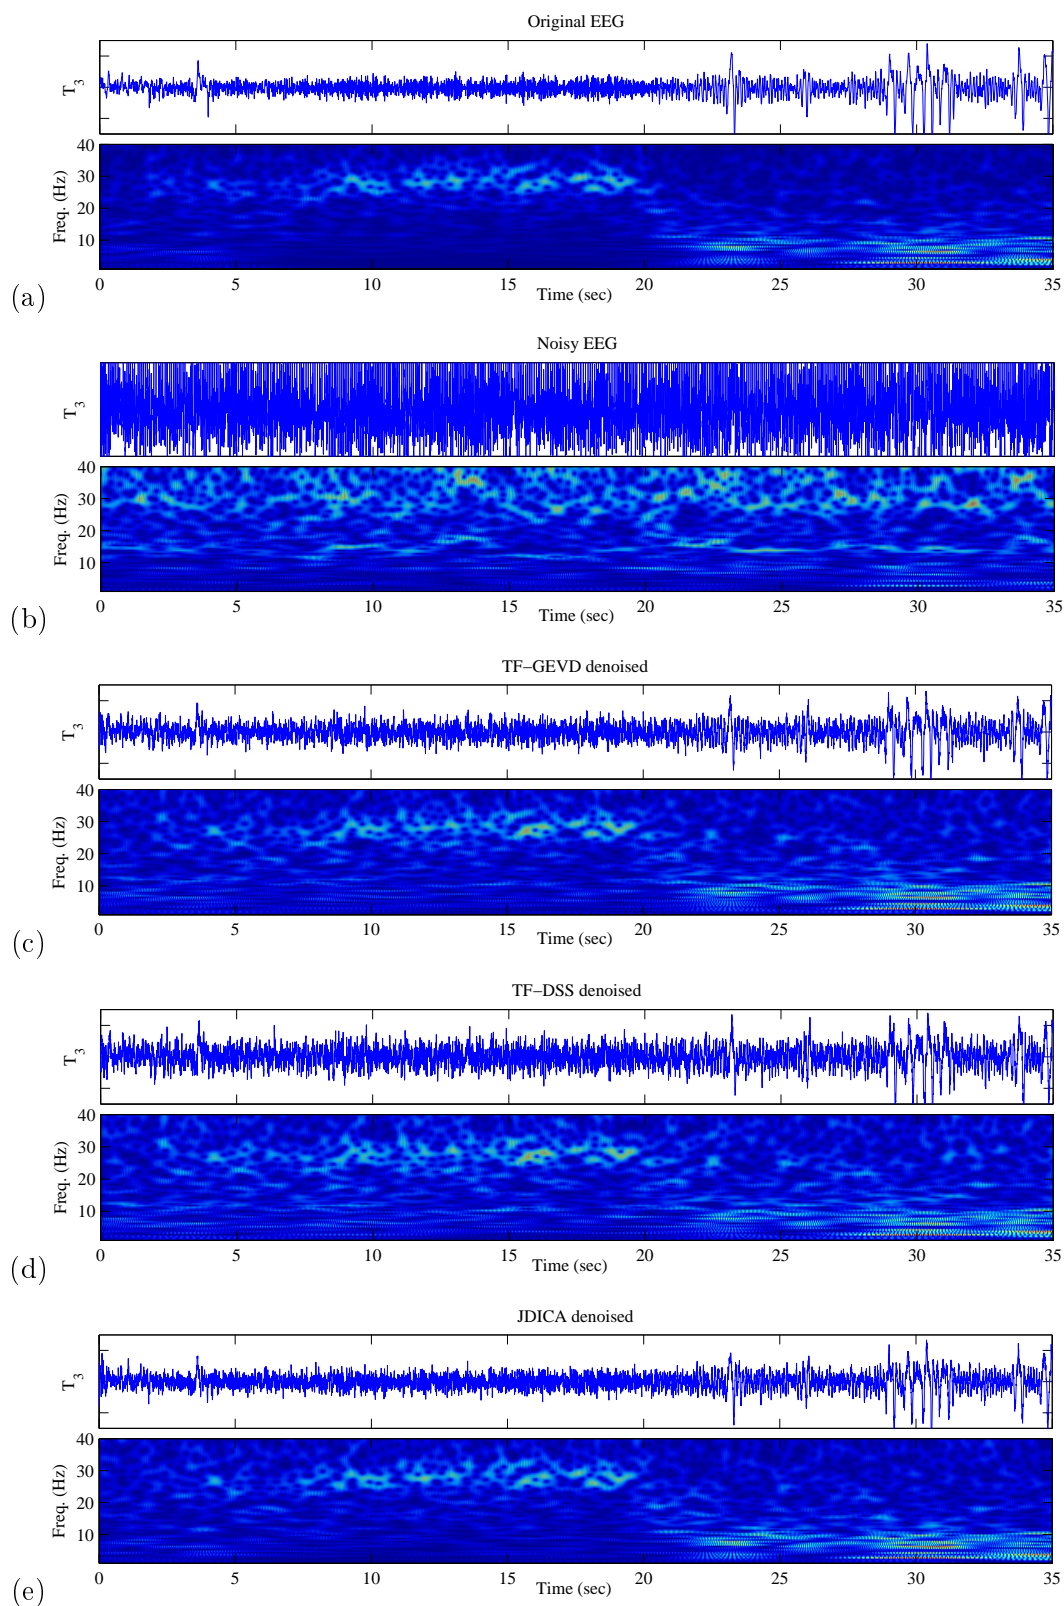 Original EEG
T3
40
30
20
10
Freq. (Hz)
0 5 10 15 20 25 30 35
Time (sec)
(a)
Noisy EEG
T3
40
30
20
10
Freq. (Hz)
0 5 10 15 20 25 30 35
Time (sec)
(b)
TF−GEVD denoised
T3
40
30
20
10
Freq. (Hz)
0 5 10 15 20 25 30 35
Time (sec)
(c)
TF−DSS denoised
T3
40
30
20
10
Freq. (Hz)
0 5 10 15 20 25 30 35
Time (sec)
(d)
JDICA denoised
T3
40
30
20
10
Freq. (Hz)
0 5 10 15 20 25 30 35
Time (sec)
(e)